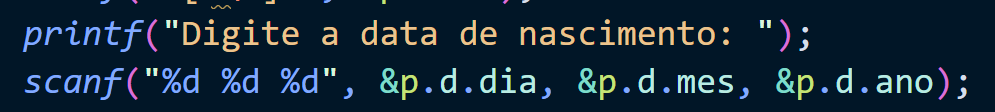 printf("Digite a data de nascimento: ");
scanf("%d %d %d", &p.d.dia, &p.d.mes, &p.d.ano);